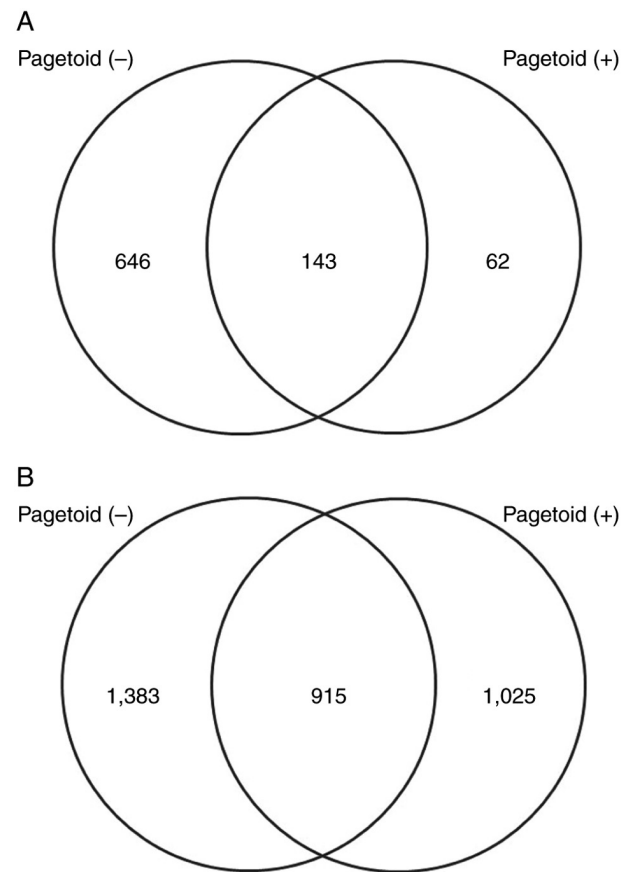 A
Pagetoid (–) Pagetoid (+)
646 143 62
B
Pagetoid (–) Pagetoid (+)
1,383 915 1,025